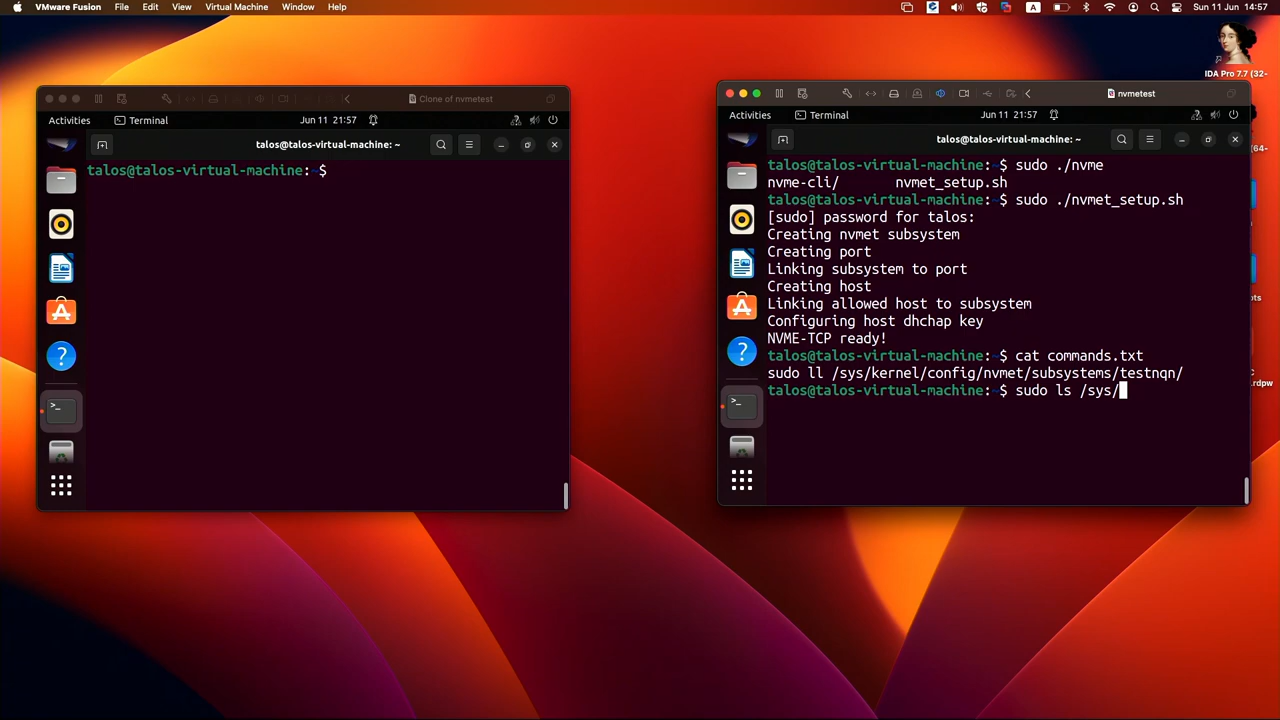 VMware Fusion File Edit View Virtual Machine Window Help
A
Sun 11 Jun 14:57
IDA Pro 7.7 (32-
Clone of nvmetest
Activities Terminal Jun 11 21:57
talos@talos-virtual-machine: ~
talos@talos-virtual-machine:~$
nvmetest
Activities Terminal Jun 11 21:57
talos@talos-virtual-machine: ~
talos@talos-virtual-machine:~$ sudo ./nvme
nvme-cli/ nvmet_setup.sh
talos@talos-virtual-machine:~$ sudo ./nvmet_setup.sh
[sudo] password for talos:
Creating nvmet subsystem
Creating port
Linking subsystem to port
Creating host
Linking allowed host to subsystem
Configuring host dhchap key
NVME-TCP ready!
talos@talos-virtual-machine:~$ cat commands.txt
sudo ll /sys/kernel/config/nvmet/subsystems/testnqn/
talos@talos-virtual-machine:~$ sudo ls /sys/
(64-
ots
.rdpw